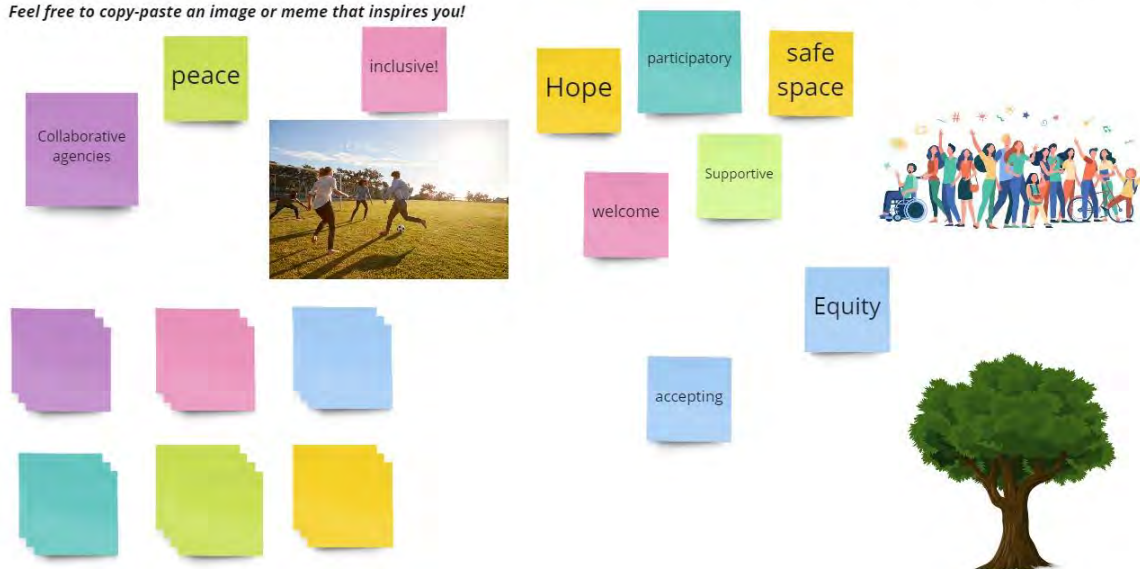 Feel free to copy-paste an image or meme that inspires you!
peace
inclusive!
Collaborative
agencies
Hope
participatory
safe
space
Supportive
welcome
Equity
accepting